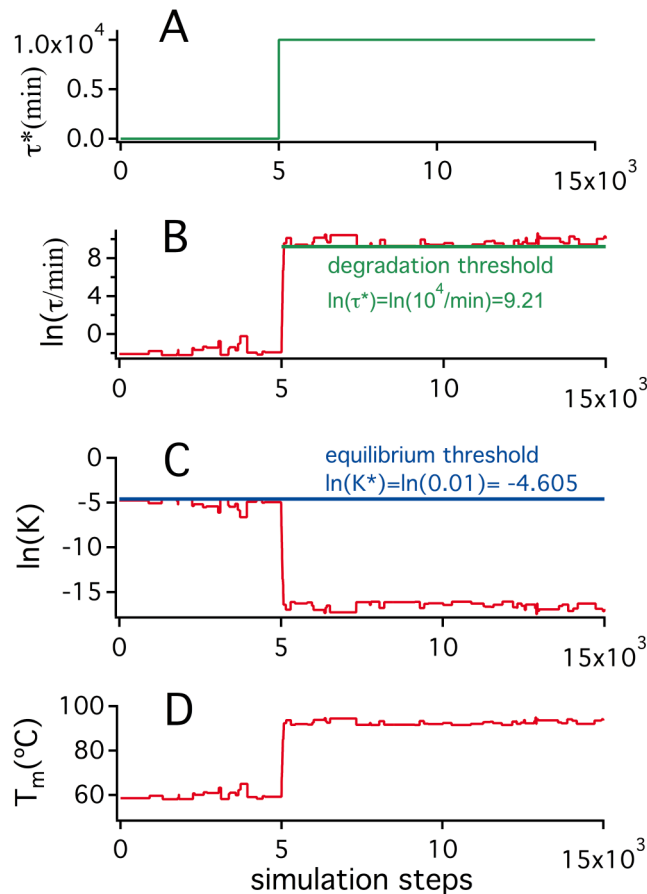 A
1.0x10⁴
0.5
0.0
τ*(min)
0
5
10
15x10³
B
8
4
0
ln(τ/min)
degradation threshold
ln(τ*)=ln(10⁴/min)=9.21
0
5
10
15x10³
C
0
-5
-10
-15
ln(K)
equilibrium threshold
ln(K*)=ln(0.01)= -4.605
0
5
10
15x10³
D
100
80
60
Tₘ(ºC)
0
5
10
15x10³
simulation steps